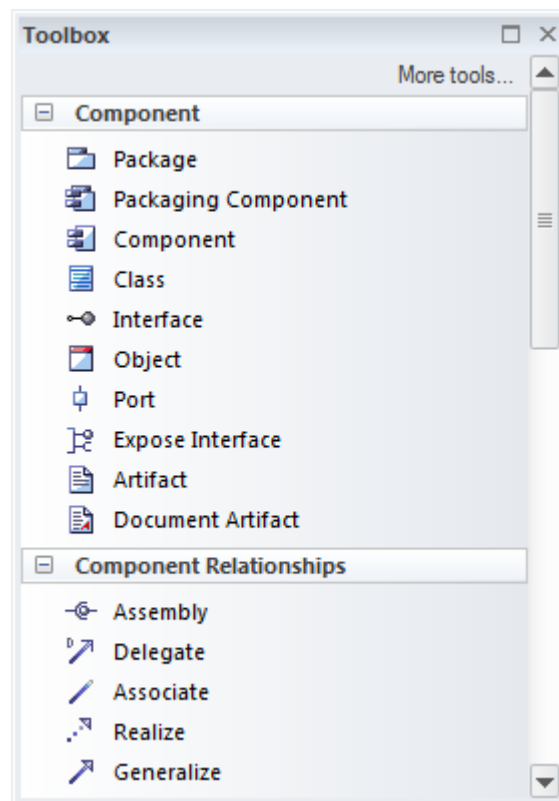 Toolbox
More tools...
Component
Package
Packaging Component
Component
Class
Interface
Object
Port
Expose Interface
Artifact
Document Artifact
Component Relationships
Assembly
Delegate
Associate
Realize
Generalize